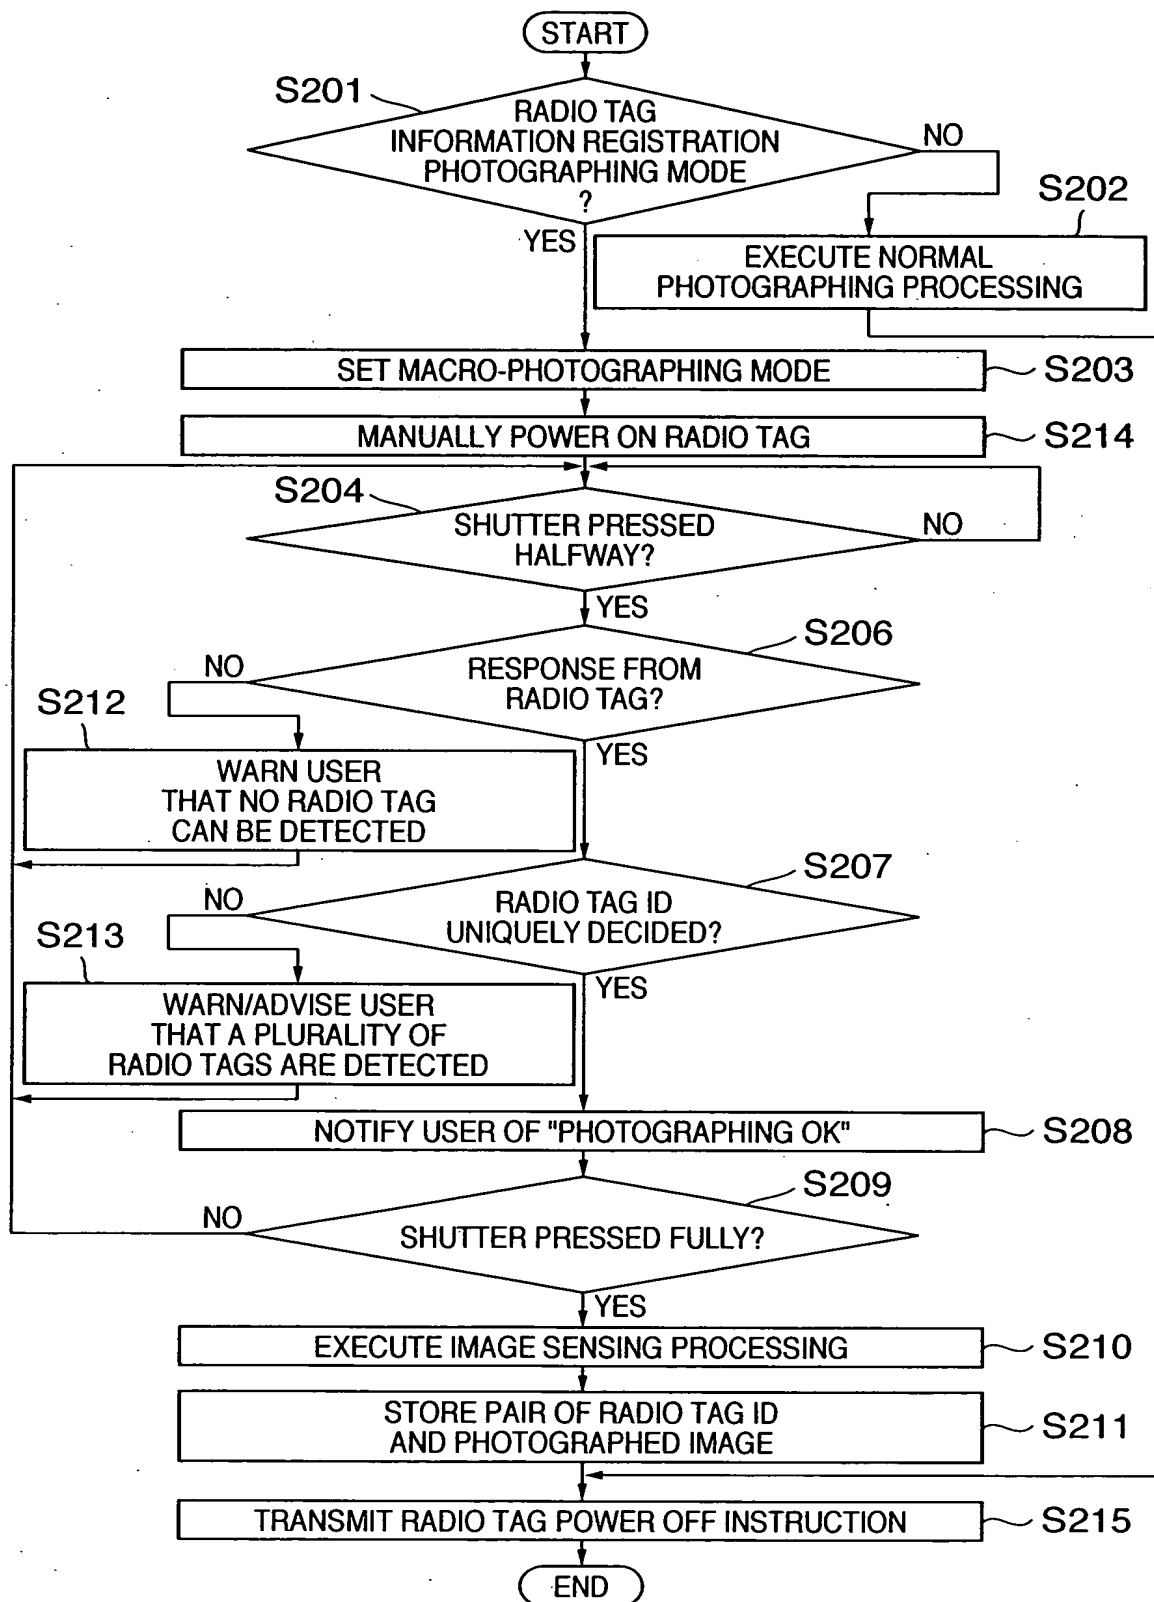 START
S201
RADIO TAG
INFORMATION REGISTRATION
PHOTOGRAPHING MODE
?
NO
YES
S202
EXECUTE NORMAL
PHOTOGRAPHING PROCESSING
SET MACRO-PHOTOGRAPHING MODE
S203
MANUALLY POWER ON RADIO TAG
S214
S204
SHUTTER PRESSED
HALFWAY?
NO
YES
S206
RESPONSE FROM
RADIO TAG?
NO
YES
S212
WARN USER
THAT NO RADIO TAG
CAN BE DETECTED
S207
RADIO TAG ID
UNIQUELY DECIDED?
NO
YES
S213
WARN/ADVISE USER
THAT A PLURALITY OF
RADIO TAGS ARE DETECTED
NOTIFY USER OF "PHOTOGRAPHING OK"
S208
S209
SHUTTER PRESSED FULLY?
NO
YES
EXECUTE IMAGE SENSING PROCESSING
S210
STORE PAIR OF RADIO TAG ID
AND PHOTOGRAPHED IMAGE
S211
TRANSMIT RADIO TAG POWER OFF INSTRUCTION
S215
END